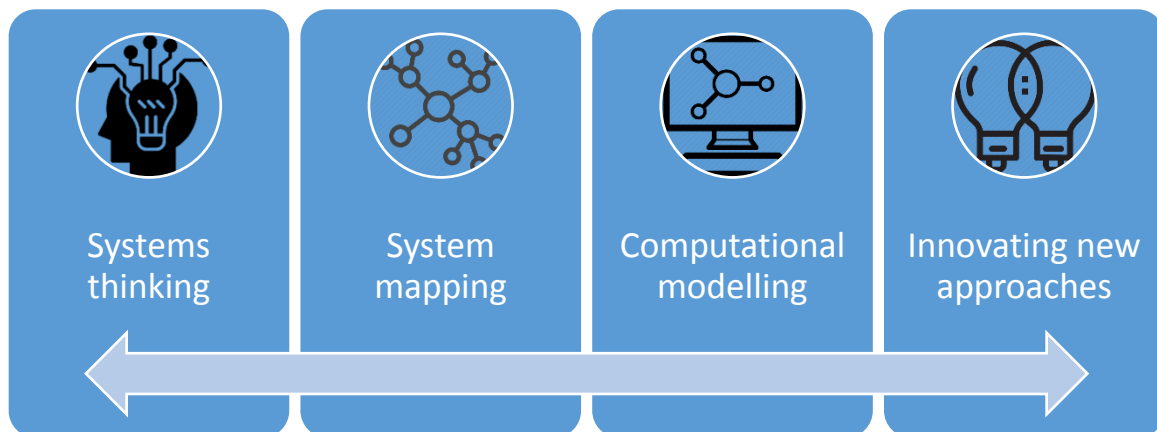 Systems
thinking
System
mapping
Computational
modelling
Innovating new
approaches